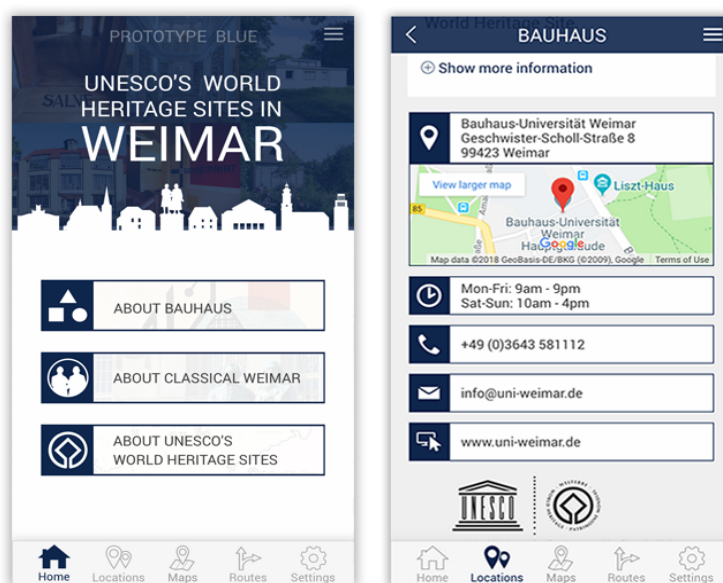 PROTOTYPE BLUE
SALVE
UNESCO'S WORLD
HERITAGE SITES IN
WEIMAR
ABOUT BAUHAUS
ABOUT CLASSICAL WEIMAR
ABOUT UNESCO'S
WORLD HERITAGE SITES
Home
Locations
Maps
Routes
Settings
World Heritage Site
BAUHAUS
Show more information
Bauhaus-Universität Weimar
Geschwister-Scholl-Straße 8
99423 Weimar
View larger map
Liszt-Haus
85
Bauhaus-Universität
Weimar
Google
Map data ©2018 GeoBasis-DE/BKG (©2009), Google
Terms of Use
Mon-Fri: 9am - 9pm
Sat-Sun: 10am - 4pm
+49 (0)3643 581112
info@uni-weimar.de
www.uni-weimar.de
UNESCO
Home
Locations
Maps
Routes
Settings